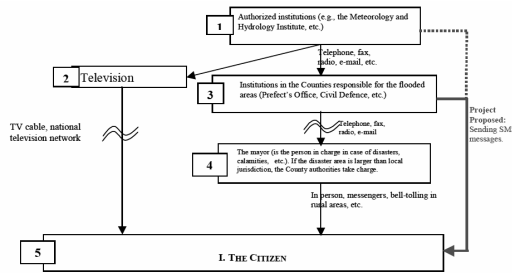 1
Authorized institutions (e.g., the Meteorology and
Hydrology Institute, etc.)
Telephone, fax,
radio, e-mail, etc.
2
Television
3
Institutions in the Counties responsible for the flooded
areas (Prefect's Office, Civil Defence, etc.)
Project
Proposed:
Sending SM
messages.
TV cable, national
television network
Telephone, fax,
radio, e-mail
4
The mayor (is the person in charge in case of disasters,
calamities, etc.). If the disaster area is larger than local
jurisdiction, the County authorities take charge.
In person, messengers, bell-tolling in
rural areas, etc.
5
I. THE CITIZEN